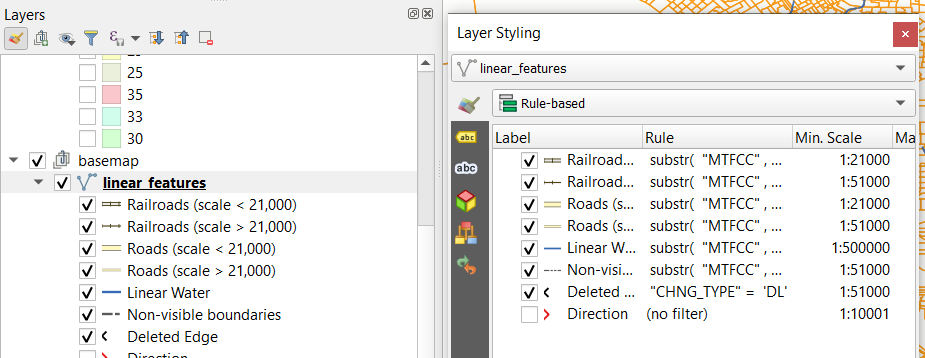 Layers
25
35
33
30
basemap
linear_features
Railroads (scale < 21,000)
Railroads (scale > 21,000)
Roads (scale < 21,000)
Roads (scale > 21,000)
Linear Water
Non-visible boundaries
Deleted Edge
Direction
Layer Styling
linear_features
Rule-based
abc
abc
Label Rule Min. Scale Ma
Railroad... substr( "MTFCC" , ... 1:21000
Railroad... substr( "MTFCC" , ... 1:51000
Roads (s... substr( "MTFCC" , ... 1:21000
Roads (s... substr( "MTFCC" , ... 1:51000
Linear W... substr( "MTFCC" , ... 1:500000
Non-visi... substr( "MTFCC" , ... 1:51000
Deleted ... "CHNG_TYPE" = 'DL' 1:51000
Direction (no filter) 1:10001